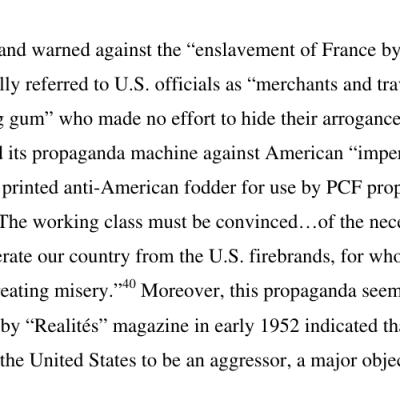 and warned against the “enslavement of France by
lly referred to U.S. officials as “merchants and tra
g gum” who made no effort to hide their arrogance
d its propaganda machine against American “impe
printed anti-American fodder for use by PCF prop
The working class must be convinced…of the nece
erate our country from the U.S. firebrands, for who
eating misery.”40 Moreover, this propaganda seem
by “Realités” magazine in early 1952 indicated tha
the United States to be an aggressor, a major objec